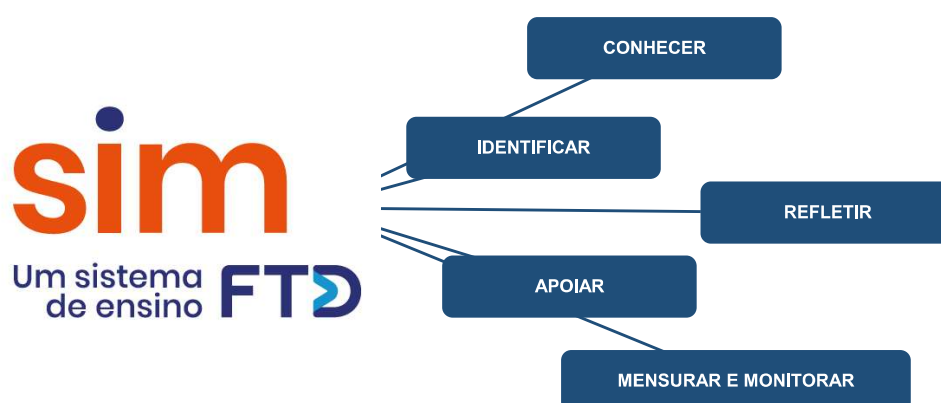 sim
Um sistema
de ensino
FTD
CONHECER
IDENTIFICAR
REFLETIR
APOIAR
MENSURAR E MONITORAR